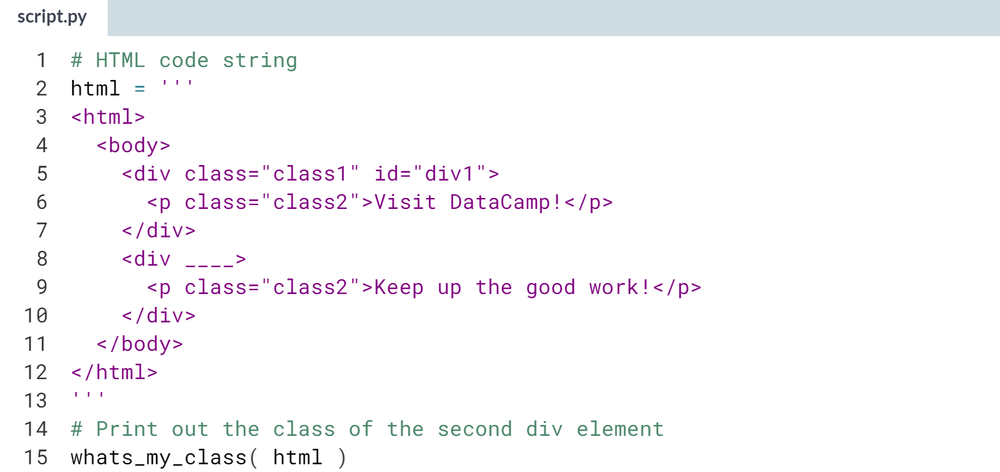 script.py
1 # HTML code string
2 html = '''
3 <html>
4   <body>
5     <div class="class1" id="div1">
6       <p class="class2">Visit DataCamp!</p>
7     </div>
8     <div ____>
9       <p class="class2">Keep up the good work!</p>
10     </div>
11   </body>
12 </html>
13 '''
14 # Print out the class of the second div element
15 whats_my_class( html )